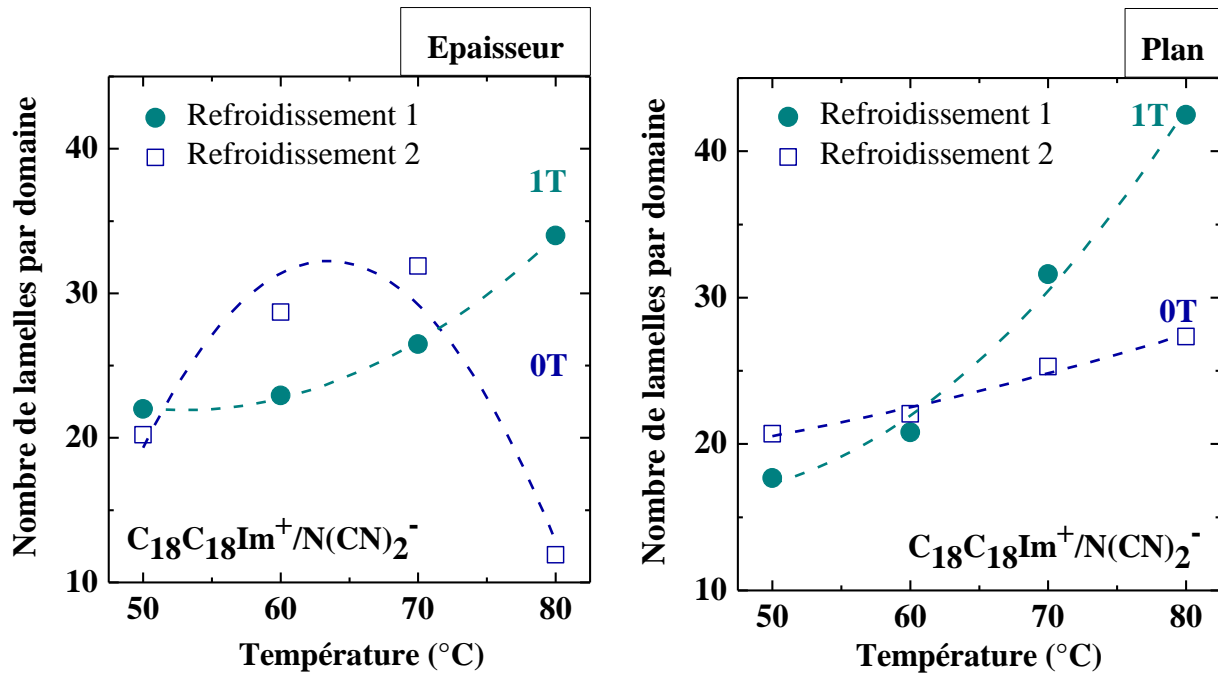 Epaisseur
Nombre de lamelles par domaine
Refroidissement 1
Refroidissement 2
40
30
20
10
1T
0T
C18C18Im+/N(CN)2-
50 60 70 80
Température (°C)
Plan
Nombre de lamelles par domaine
Refroidissement 1
Refroidissement 2
40
30
20
10
1T
0T
C18C18Im+/N(CN)2-
50 60 70 80
Température (°C)